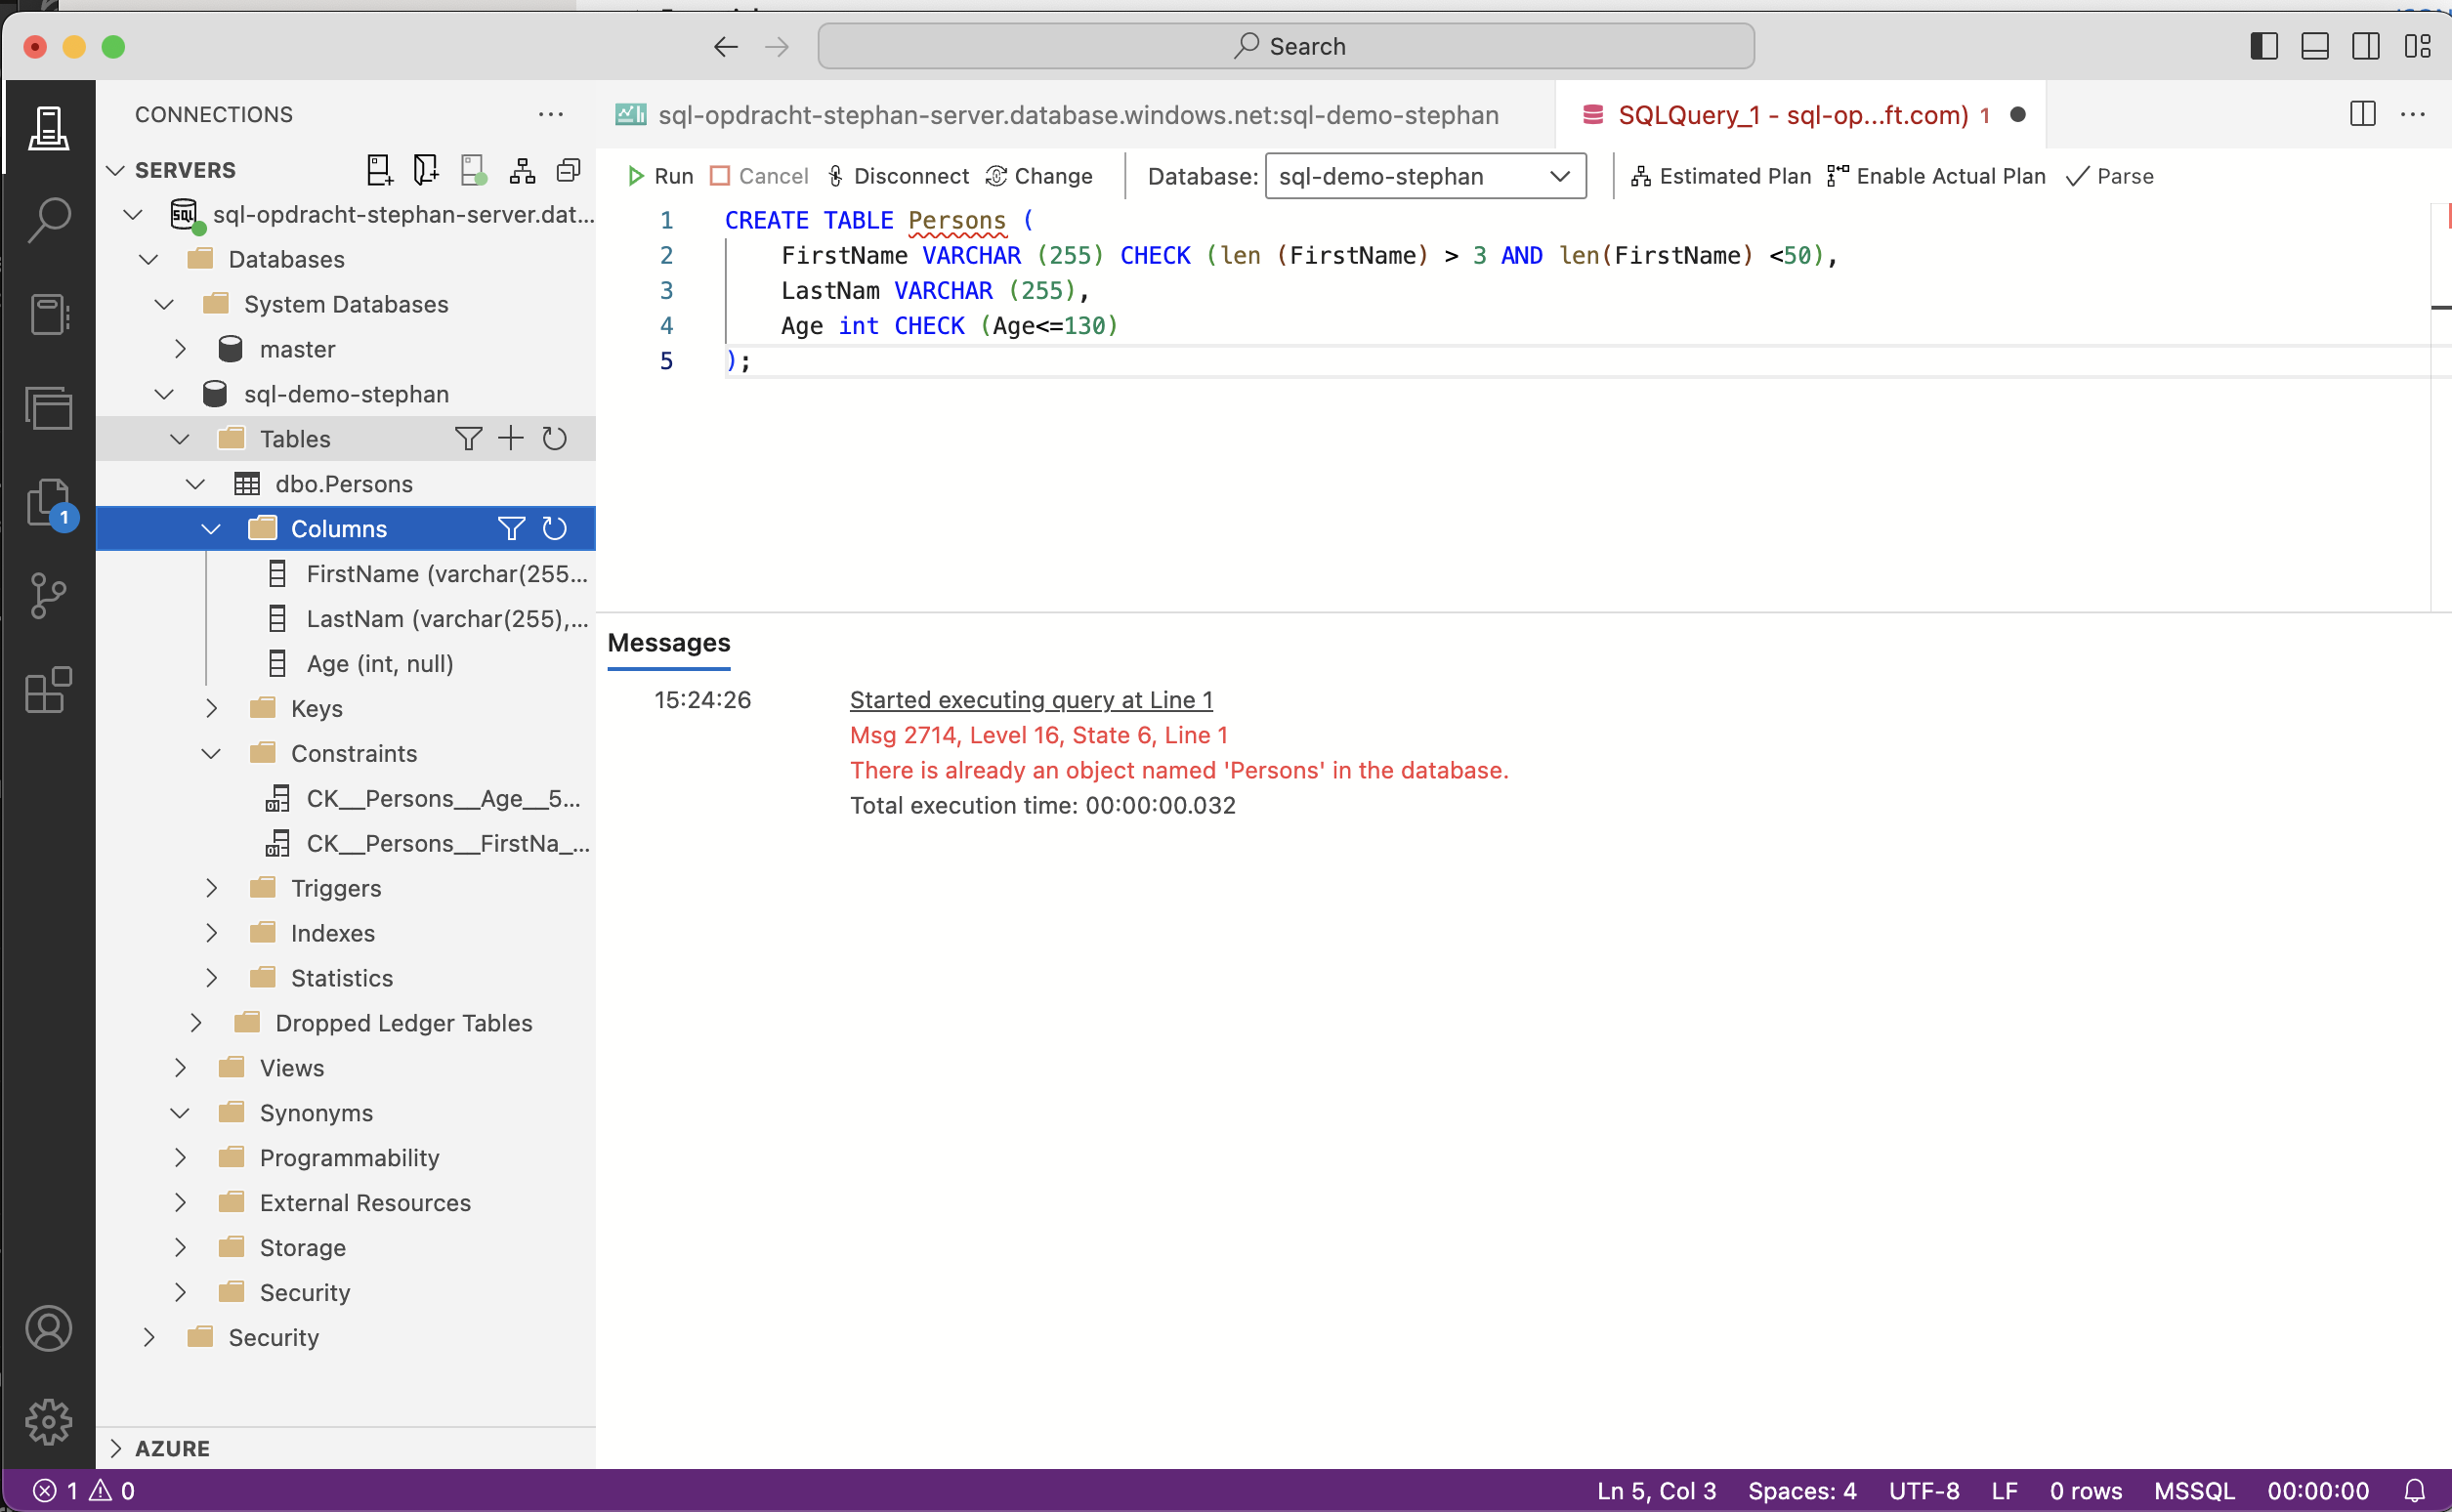 Search
CONNECTIONS
SERVERS
sql-opdracht-stephan-server.dat...
Databases
System Databases
master
sql-demo-stephan
Tables
dbo.Persons
Columns
FirstName (varchar(255...
LastNam (varchar(255),...
Age (int, null)
Keys
Constraints
CK__Persons__Age__5...
CK__Persons__FirstNa_...
Triggers
Indexes
Statistics
Dropped Ledger Tables
Views
Synonyms
Programmability
External Resources
Storage
Security
Security
AZURE
1
sql-opdracht-stephan-server.database.windows.net:sql-demo-stephan
SQLQuery_1 - sql-op...ft.com) 1
Run Cancel Disconnect Change Database: sql-demo-stephan Estimated Plan Enable Actual Plan Parse
1 CREATE TABLE Persons (
2 FirstName VARCHAR (255) CHECK (len (FirstName) > 3 AND len(FirstName) <50),
3 LastNam VARCHAR (255),
4 Age int CHECK (Age<=130)
5 );
Messages
15:24:26 Started executing query at Line 1
Msg 2714, Level 16, State 6, Line 1
There is already an object named 'Persons' in the database.
Total execution time: 00:00:00.032
1 0 Ln 5, Col 3 Spaces: 4 UTF-8 LF 0 rows MSSQL 00:00:00